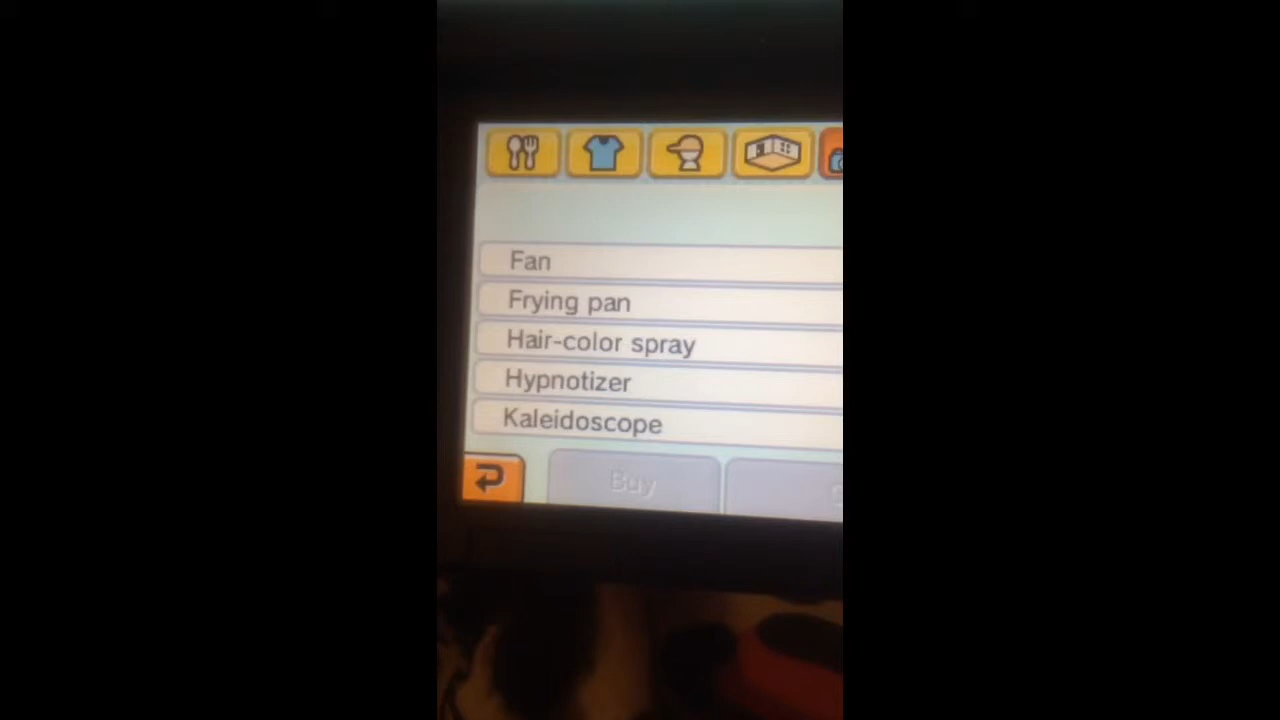 Fan
Frying pan
Hair-color spray
Hypnotizer
Kaleidoscope
Buy